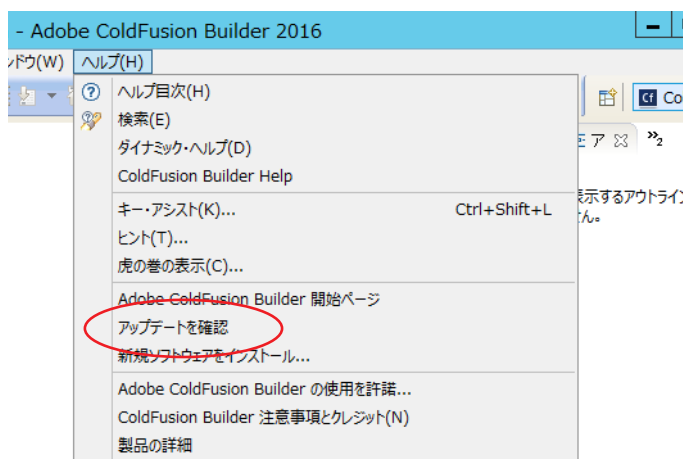 - Adobe ColdFusion Builder 2016
ンドウ(W) ヘルプ(H)
ヘルプ目次(H)
Cf Co
検索(E)
ア
»2
ダイナミック・ヘルプ(D)
ColdFusion Builder Help
表示するアウトライン
キー・アシスト(K)... Ctrl+Shift+L
ん。
ヒント(T)...
虎の巻の表示(C)...
Adobe ColdFusion Builder 開始ページ
アップデートを確認
新規ソフトウェアをインストール...
Adobe ColdFusion Builder の使用を許諾...
ColdFusion Builder 注意事項とクレジット(N)
製品の詳細